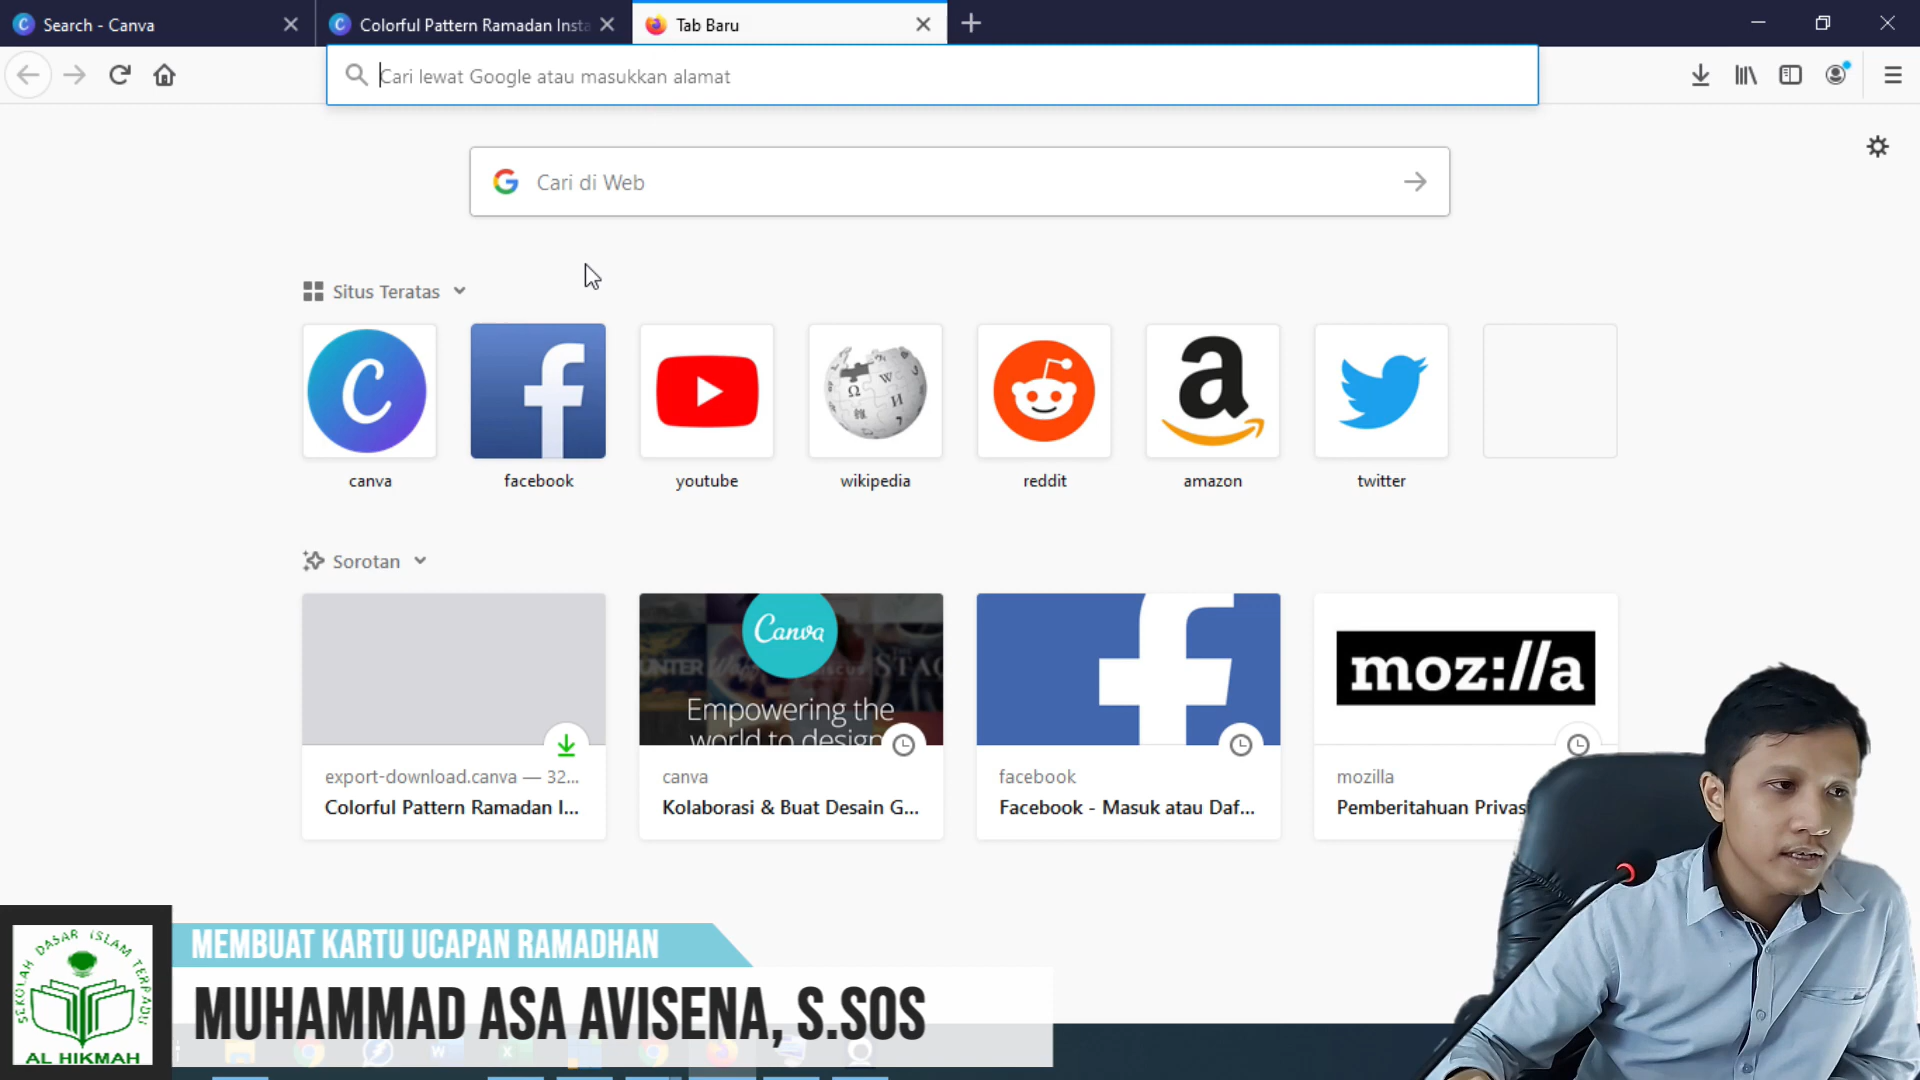 Search - Canva
Colorful Pattern Ramadan Insta
Tab Baru
Cari lewat Google atau masukkan alamat
Cari di Web
Situs Teratas
canva
facebook
youtube
wikipedia
reddit
amazon
twitter
Sorotan
Canva
Empowering the
world to design
export-download.canva — 32...
Colorful Pattern Ramadan I...
canva
Kolaborasi & Buat Desain G...
facebook
Facebook - Masuk atau Daf...
moz://a
mozilla
Pemberitahuan Privasi
SEKOLAH DASAR ISLAM TERPADU
AL HIKMAH
MEMBUAT KARTU UCAPAN RAMADHAN
MUHAMMAD ASA AVISENA, S.SOS